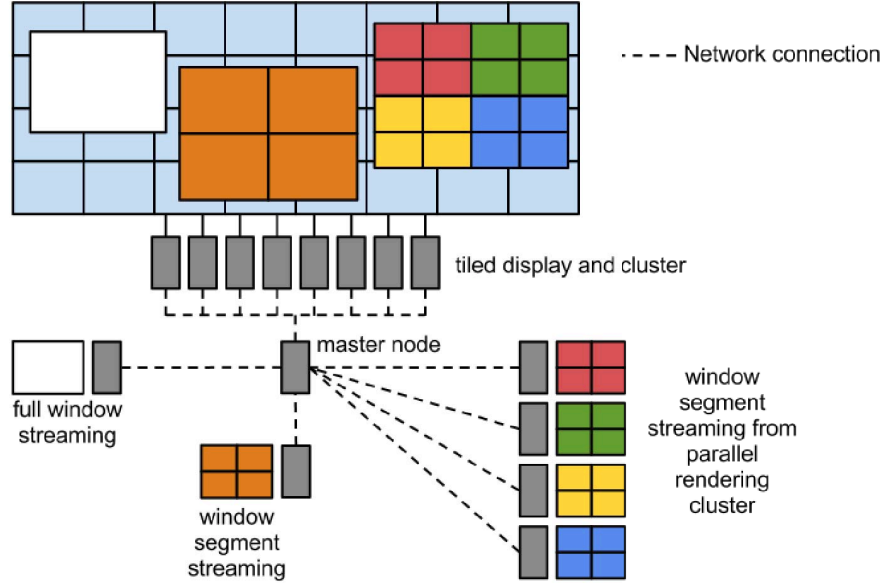 Network connection
tiled display and cluster
master node
full window
streaming
window
segment
streaming
window
segment
streaming from
parallel
rendering
cluster